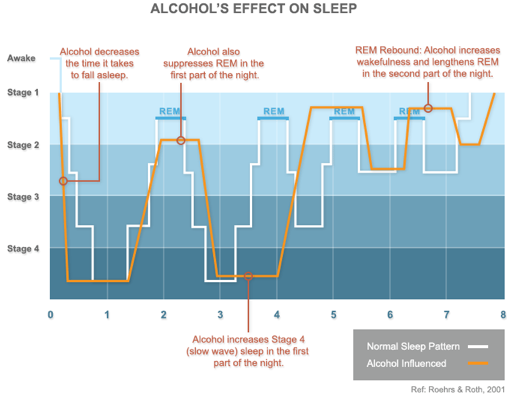 ALCOHOL'S EFFECT ON SLEEP
Awake
Stage 1
Stage 2
Stage 3
Stage 4
Alcohol decreases
the time it takes
to fall asleep.
Alcohol also
suppresses REM in the
first part of the night.
REM Rebound: Alcohol increases
wakefulness and lengthens REM
in the second part of the night.
REM
REM
REM
REM
0 1 2 3 4 5 6 7 8
Alcohol increases Stage 4
(slow wave) sleep in the first
part of the night.
Normal Sleep Pattern
Alcohol Influenced
Ref: Roehrs & Roth, 2001